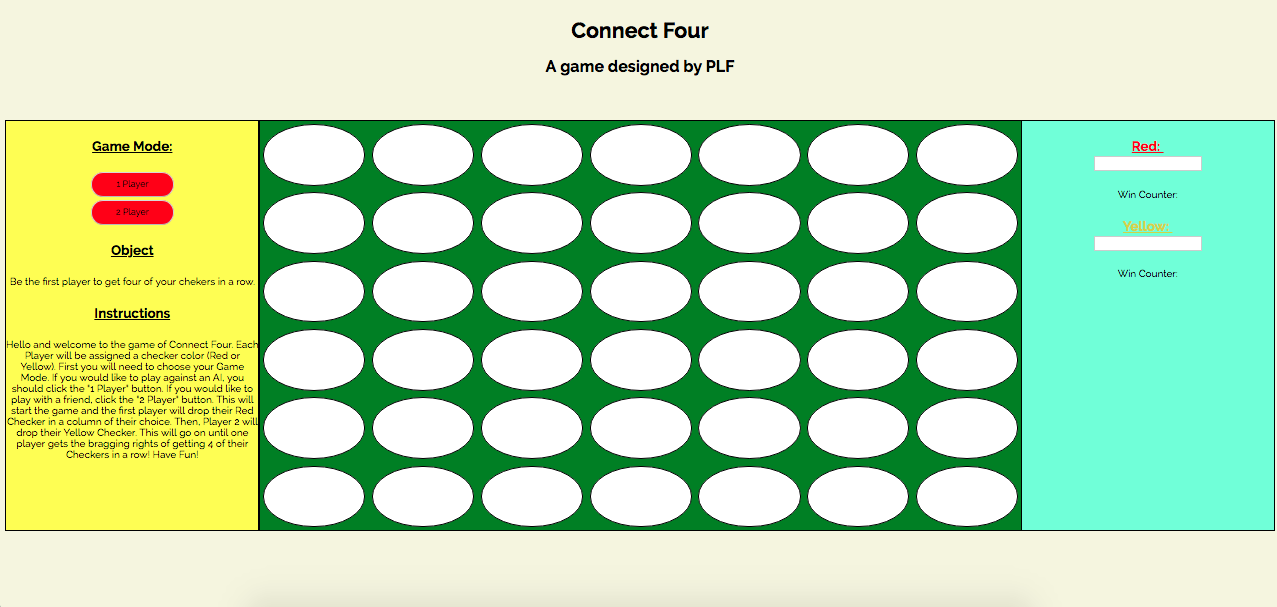 Connect Four
A game designed by PLF
Game Mode:
1 Player
2 Player
Object
Be the first player to get four of your chekers in a row.
Instructions
Hello and welcome to the game of Connect Four. Each
Player will be assigned a checker color (Red or
Yellow). First you will need to choose your Game
Mode. If you would like to play against an AI, you
should click the "1 Player" button. If you would like to
play with a friend, click the "2 Player" button. This will
start the game and the first player will drop their Red
Checker in a column of their choice. Then, Player 2 will
drop their Yellow Checker. This will go on until one
player gets the bragging rights of getting 4 of their
Checkers in a row! Have Fun!
Red:
Win Counter:
Yellow:
Win Counter: